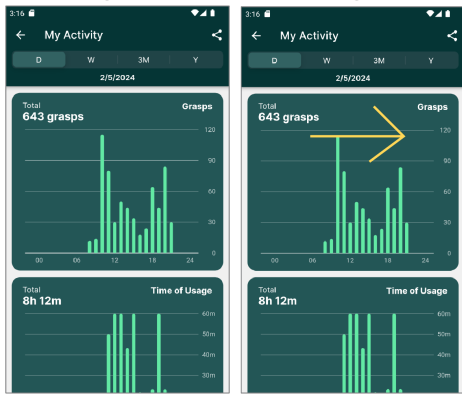 3:16
My Activity
D W 3M Y
2/5/2024
Total
Grasps
643 grasps
120
90
60
30
0
00 06 12 18 24
Total
Time of Usage
8h 12m
60m
50m
40m
30m
3:16
My Activity
D W 3M Y
2/5/2024
Total
Grasps
643 grasps
120
90
60
30
0
00 06 12 18 24
Total
Time of Usage
8h 12m
60m
50m
40m
30m